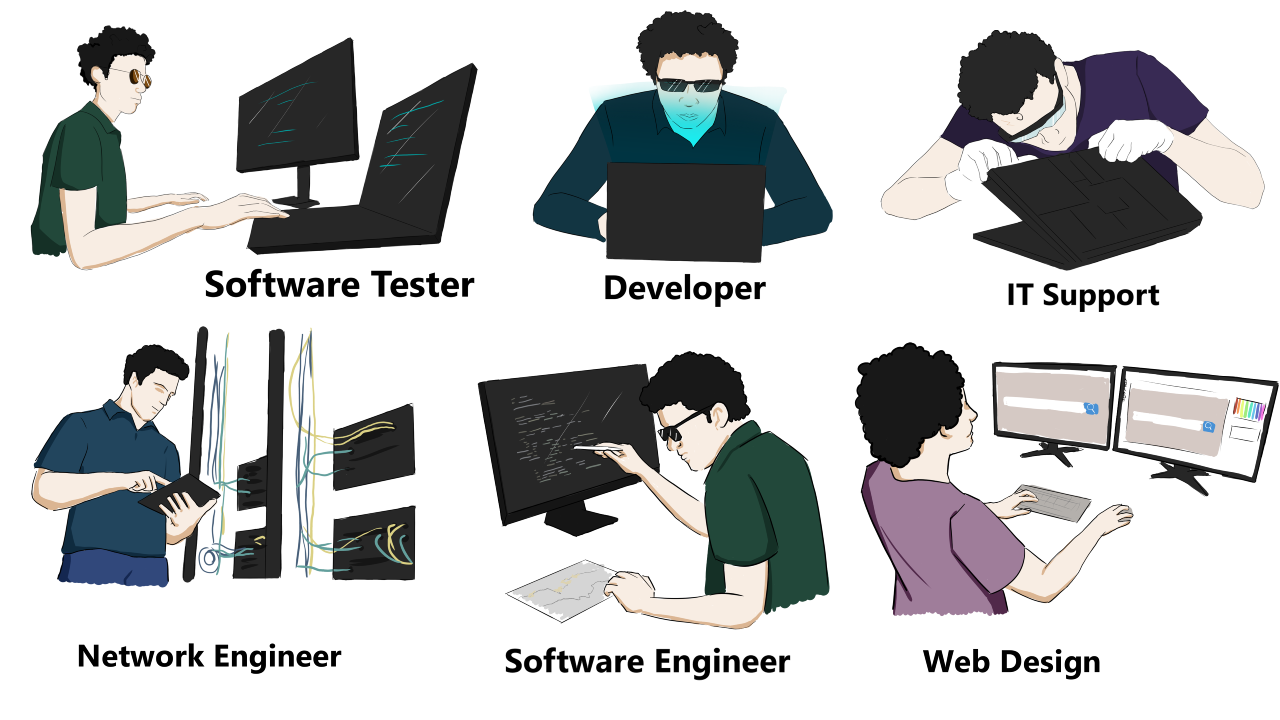 Software Tester
Developer
IT Support
Network Engineer
Software Engineer
Web Design